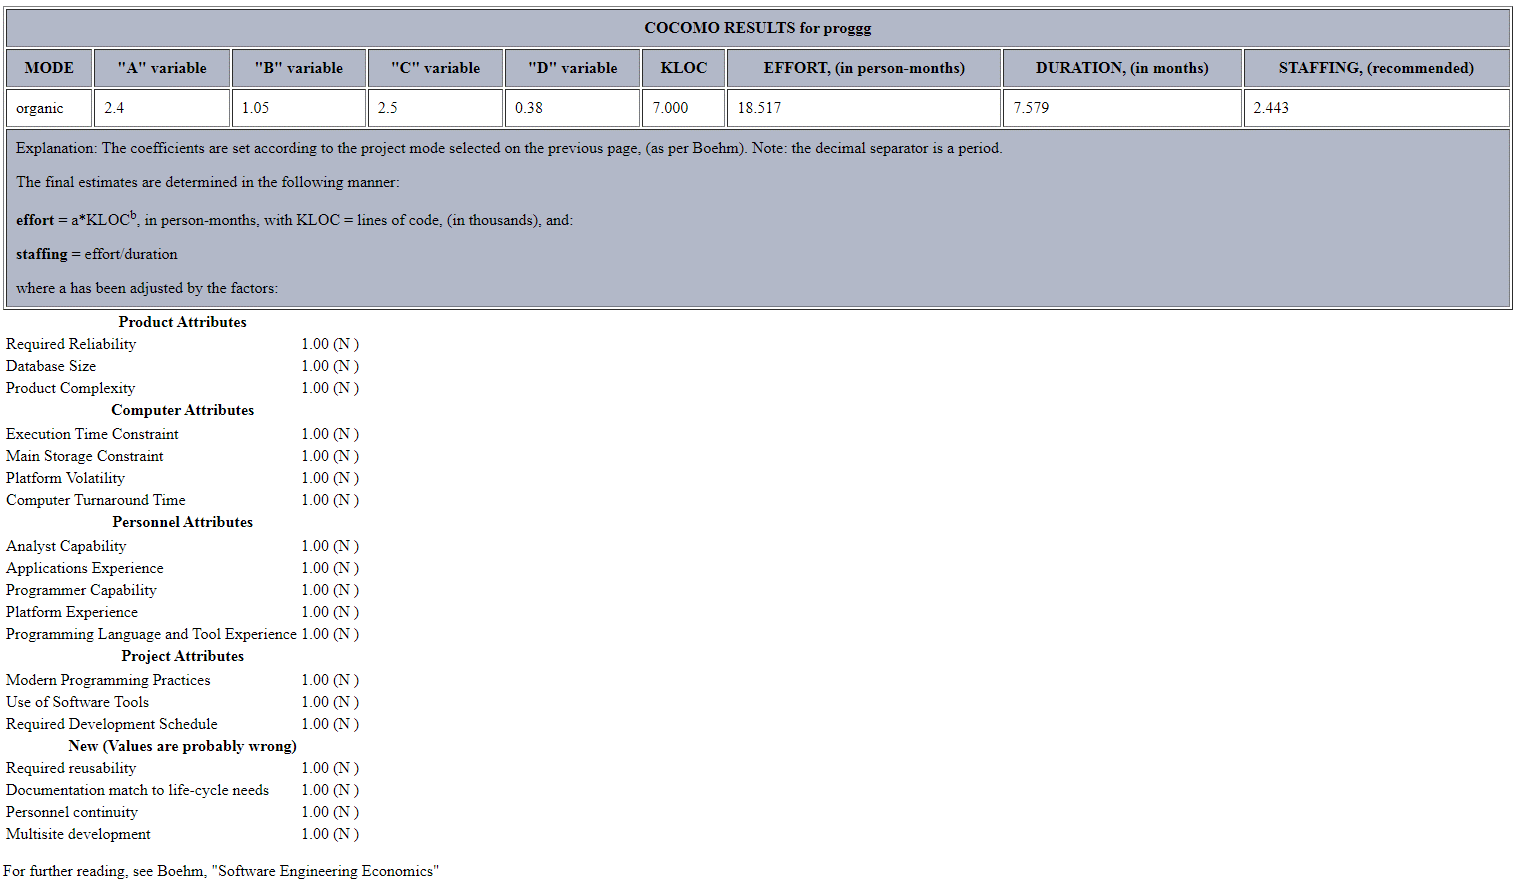 COCOMO RESULTS for proggg
MODE "A" variable "B" variable "C" variable "D" variable KLOC EFFORT, (in person-months) DURATION, (in months) STAFFING, (recommended)
organic 2.4 1.05 2.5 0.38 7.000 18.517 7.579 2.443
Explanation: The coefficients are set according to the project mode selected on the previous page, (as per Boehm). Note: the decimal separator is a period.
The final estimates are determined in the following manner:
effort = a*KLOCᵇ, in person-months, with KLOC = lines of code, (in thousands), and:
staffing = effort/duration
where a has been adjusted by the factors:
Product Attributes
Required Reliability 1.00 (N )
Database Size 1.00 (N )
Product Complexity 1.00 (N )
Computer Attributes
Execution Time Constraint 1.00 (N )
Main Storage Constraint 1.00 (N )
Platform Volatility 1.00 (N )
Computer Turnaround Time 1.00 (N )
Personnel Attributes
Analyst Capability 1.00 (N )
Applications Experience 1.00 (N )
Programmer Capability 1.00 (N )
Platform Experience 1.00 (N )
Programming Language and Tool Experience 1.00 (N )
Project Attributes
Modern Programming Practices 1.00 (N )
Use of Software Tools 1.00 (N )
Required Development Schedule 1.00 (N )
New (Values are probably wrong)
Required reusability 1.00 (N )
Documentation match to life-cycle needs 1.00 (N )
Personnel continuity 1.00 (N )
Multisite development 1.00 (N )
For further reading, see Boehm, "Software Engineering Economics"